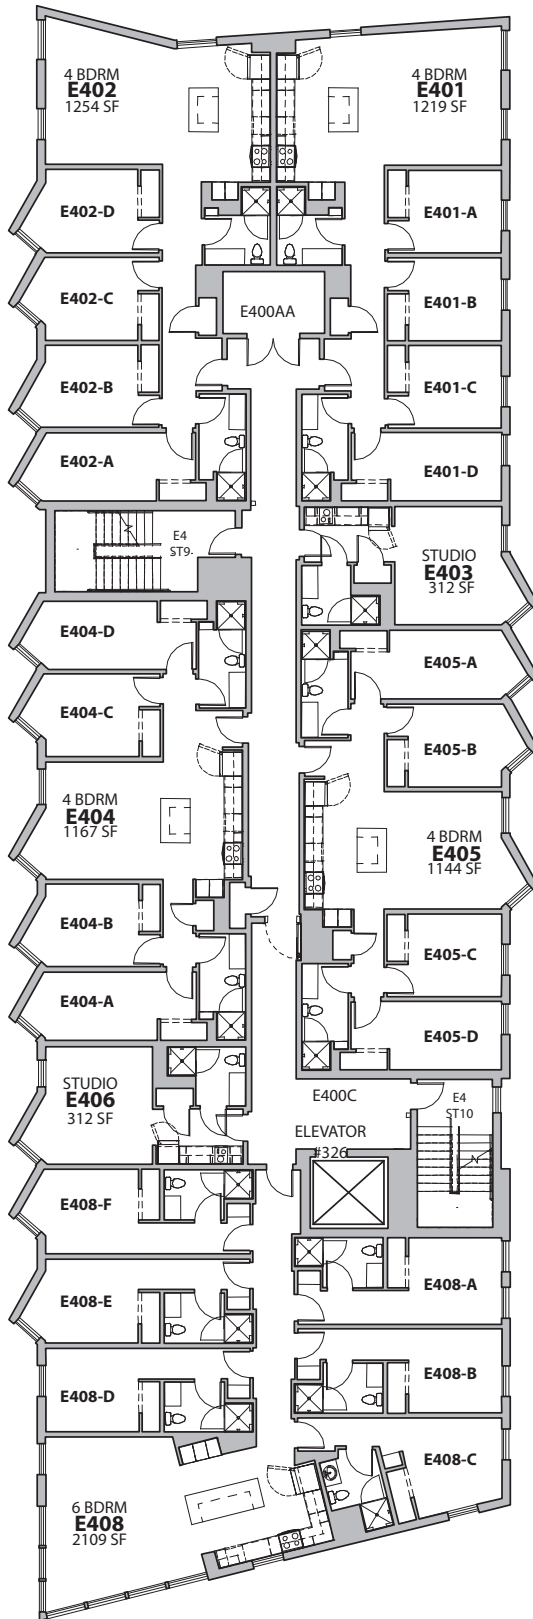 4 BDRM
E402
1254 SF
4 BDRM
E401
1219 SF
E402-D
E401-A
E402-C
E401-B
E400AA
E402-B
E401-C
E402-A
E401-D
E4
ST9
STUDIO
E403
312 SF
E404-D
E405-A
E404-C
E405-B
4 BDRM
E404
1167 SF
4 BDRM
E405
1144 SF
E404-B
E405-C
E404-A
E405-D
STUDIO
E406
312 SF
E400C
E4
ST10
ELEVATOR
#326
E408-F
E408-A
E408-E
E408-B
E408-D
E408-C
6 BDRM
E408
2109 SF